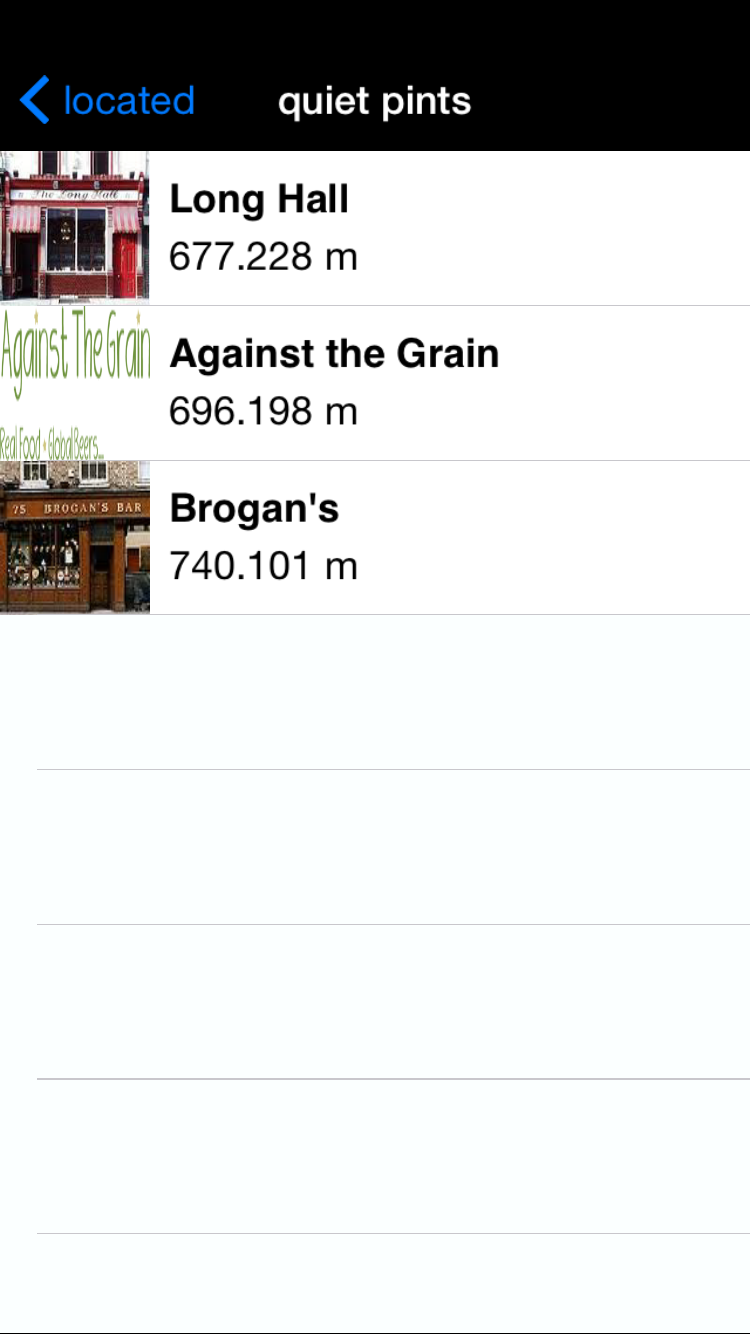 located
quiet pints
The Long Hall
Long Hall
677.228 m
Against The Grain
Real Food • Global Beers...
Against the Grain
696.198 m
75 BROGAN'S BAR
Brogan's
740.101 m